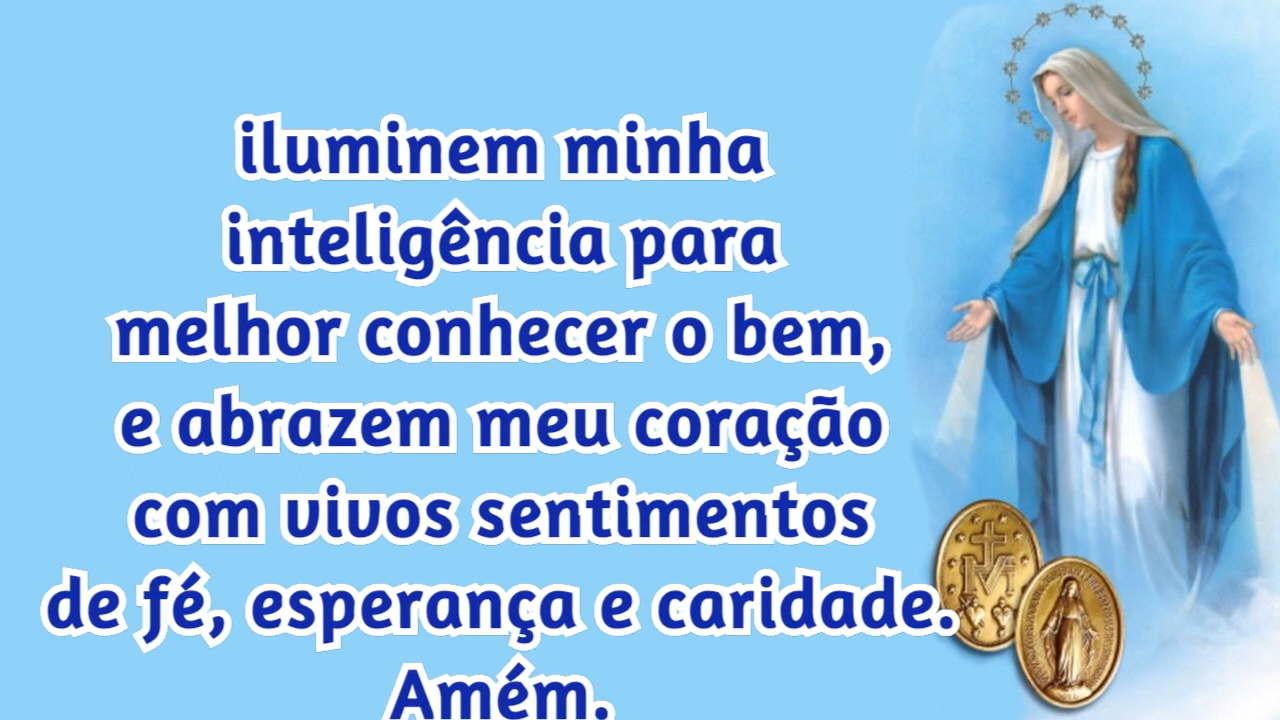 iluminem minha
inteligência para
melhor conhecer o bem,
e abrazem meu coração
com vivos sentimentos
de fé, esperança e caridade.
Amém.